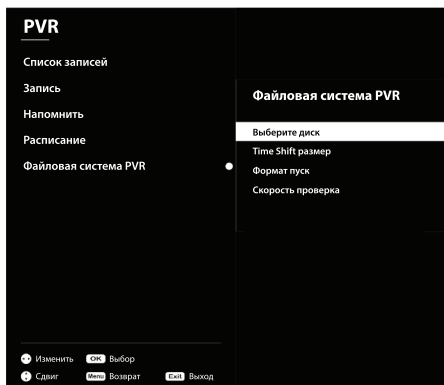 PVR
Список записей
Запись
Напомнить
Расписание
Файловая система PVR
Файловая система PVR
Выберите диск
Time Shift размер
Формат пуск
Скорость проверка
Изменить OK Выбор
Сдвиг Menu Возврат Exit Выход